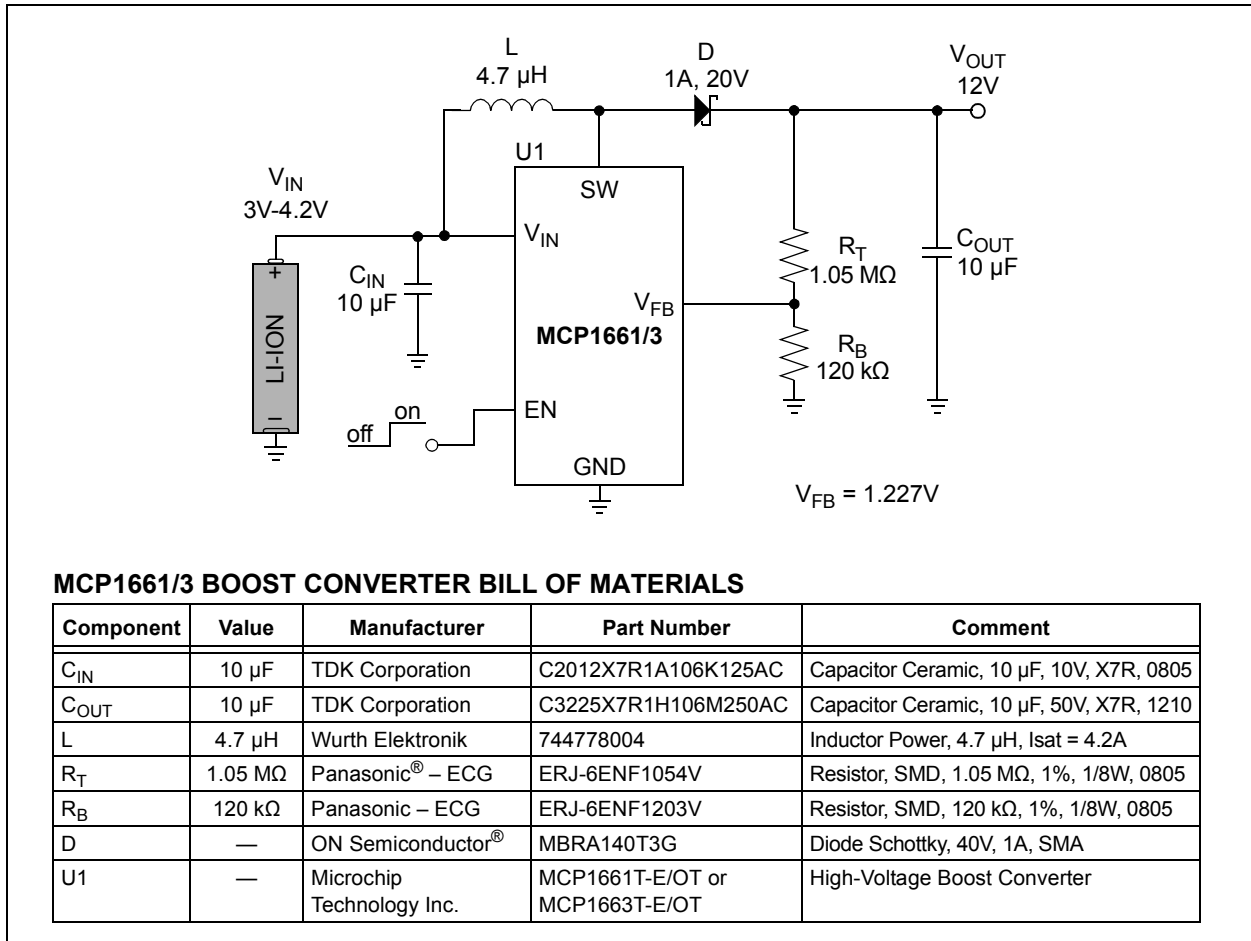 L
4.7 µH
D
1A, 20V
VOUT
12V
U1
SW
VIN
3V-4.2V
VIN
+
LI-ION
–
CIN
10 µF
VFB
MCP1661/3
RT
1.05 MΩ
COUT
10 µF
RB
120 kΩ
EN
on
off
GND
VFB = 1.227V
MCP1661/3 BOOST CONVERTER BILL OF MATERIALS
Component Value Manufacturer Part Number Comment
CIN 10 µF TDK Corporation C2012X7R1A106K125AC Capacitor Ceramic, 10 µF, 10V, X7R, 0805
COUT 10 µF TDK Corporation C3225X7R1H106M250AC Capacitor Ceramic, 10 µF, 50V, X7R, 1210
L 4.7 µH Wurth Elektronik 744778004 Inductor Power, 4.7 µH, Isat = 4.2A
RT 1.05 MΩ Panasonic® – ECG ERJ-6ENF1054V Resistor, SMD, 1.05 MΩ, 1%, 1/8W, 0805
RB 120 kΩ Panasonic – ECG ERJ-6ENF1203V Resistor, SMD, 120 kΩ, 1%, 1/8W, 0805
D — ON Semiconductor® MBRA140T3G Diode Schottky, 40V, 1A, SMA
U1 — Microchip MCP1661T-E/OT or High-Voltage Boost Converter
Technology Inc. MCP1663T-E/OT